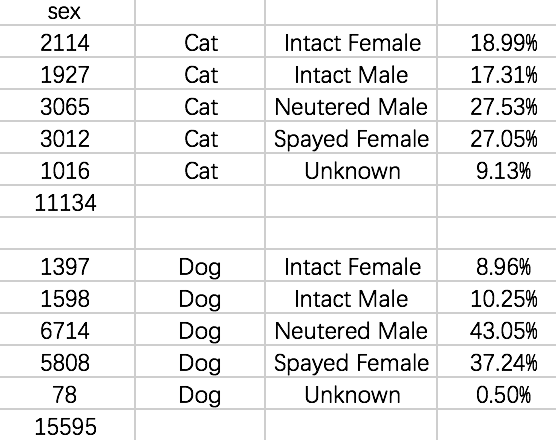 sex
2114 Cat Intact Female 18.99%
1927 Cat Intact Male 17.31%
3065 Cat Neutered Male 27.53%
3012 Cat Spayed Female 27.05%
1016 Cat Unknown 9.13%
11134
1397 Dog Intact Female 8.96%
1598 Dog Intact Male 10.25%
6714 Dog Neutered Male 43.05%
5808 Dog Spayed Female 37.24%
78 Dog Unknown 0.50%
15595